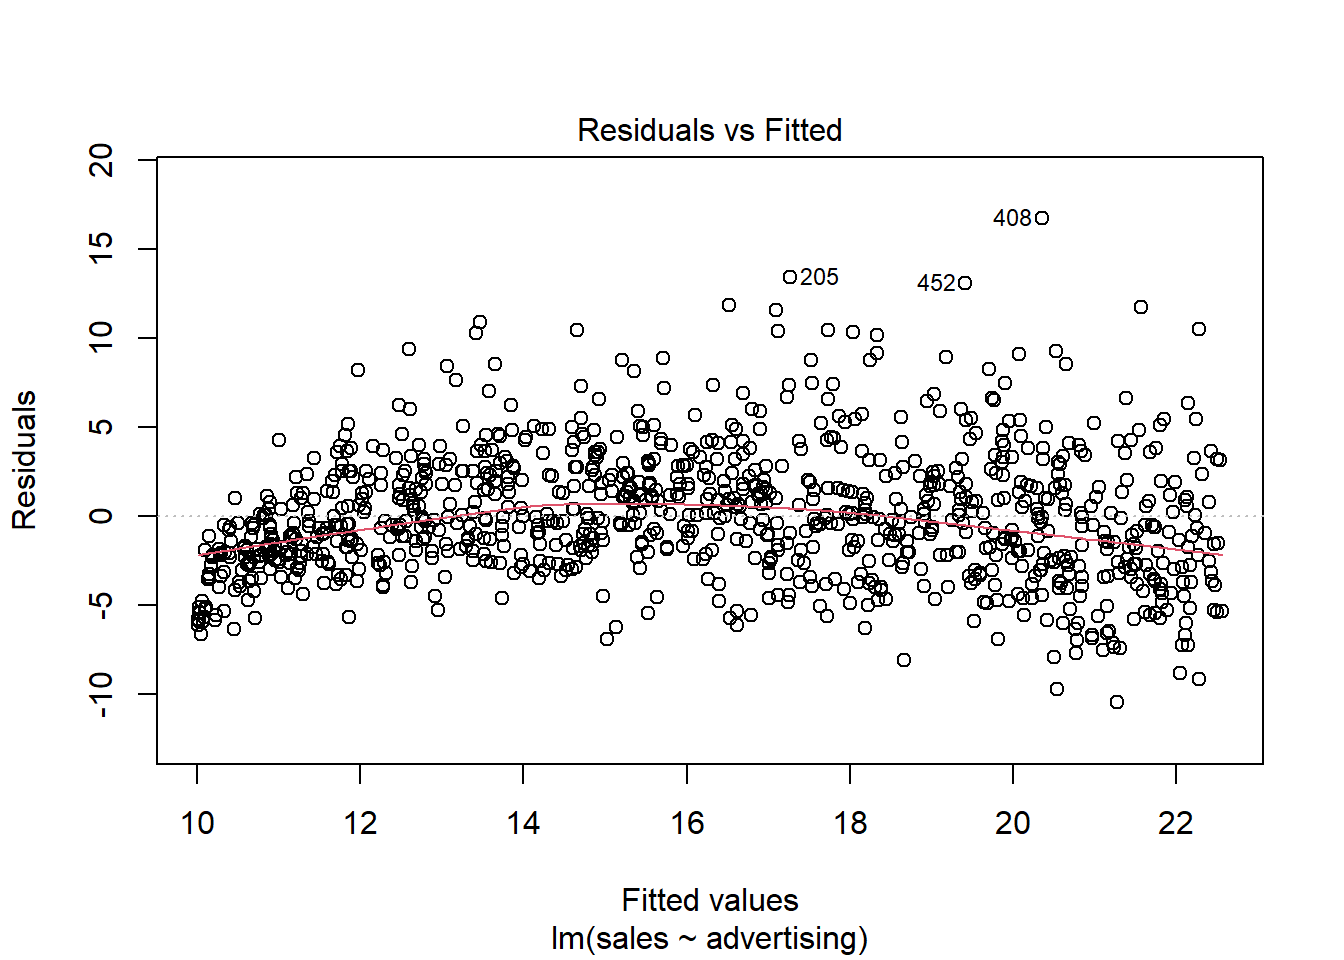 Residuals vs Fitted
20
15
10
5
0
-5
-10
Residuals
408
205
452
10 12 14 16 18 20 22
Fitted values
lm(sales ~ advertising)